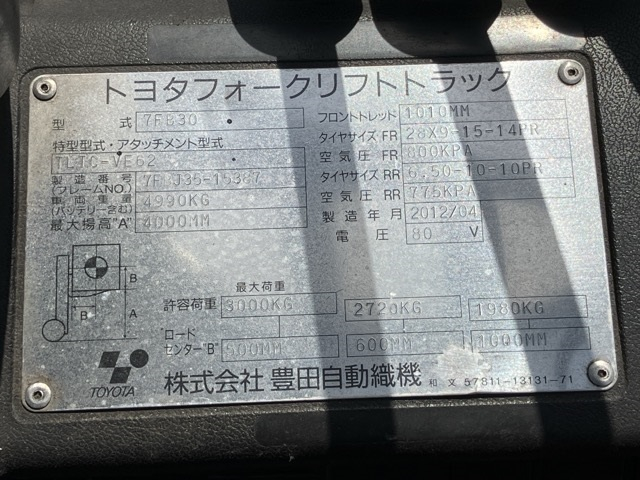 トヨタフォークリフトトラック
型式 7FB30
特型型式・アタッチメント型式
製造番号
(フレームNO.)
車両重量 4990KG
(バッテリー含む)
最大揚高"A" 4000MM
フロントトレット 1010MM
タイヤサイズ FR 28X9-15-14PR
空気圧 FR 800KPA
タイヤサイズ RR 6.50-10-10PR
空気圧 RR 775KPA
製造年月 2012/04
電圧 80 V
B
B
A
最大荷重
許容荷重 3000KG 2720KG 1980KG
"ロード
センター"B" 500MM 600MM 1000MM
TOYOTA
株式会社 豊田自動織機 和文 57811-13131-71